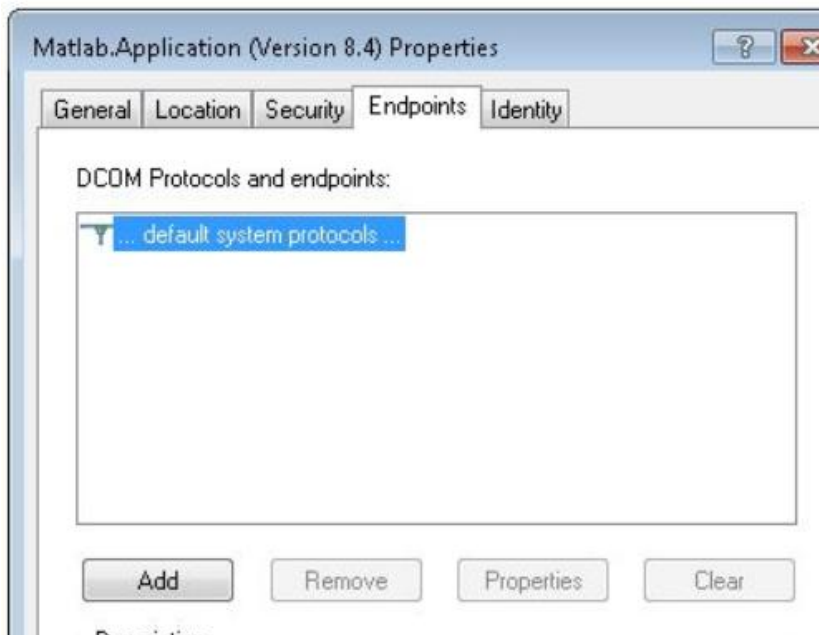 Matlab.Application (Version 8.4) Properties
General Location Security Endpoints Identity
DCOM Protocols and endpoints:
... default system protocols ...
Add Remove Properties Clear